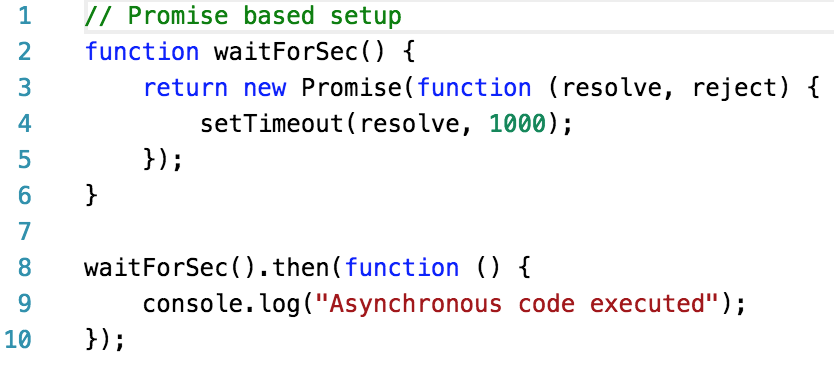 1 // Promise based setup
2 function waitForSec() {
3     return new Promise(function (resolve, reject) {
4         setTimeout(resolve, 1000);
5     });
6 }
7
8 waitForSec().then(function () {
9     console.log("Asynchronous code executed");
10 });